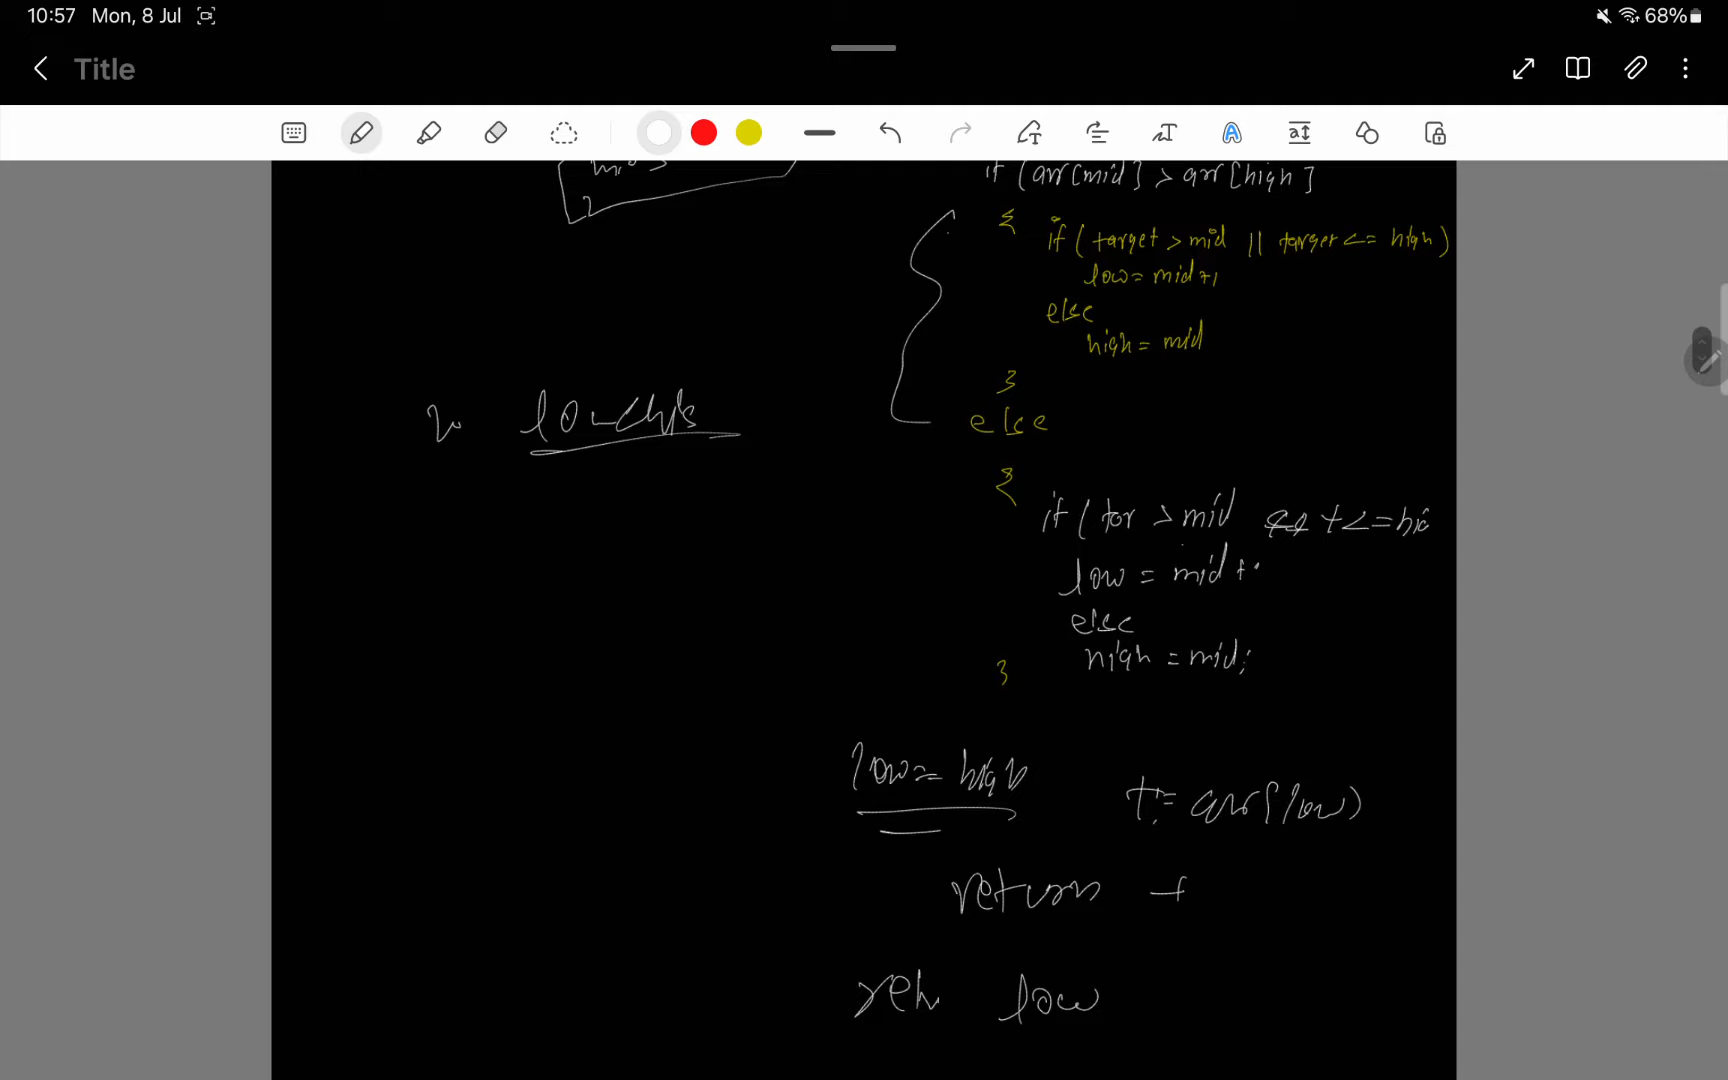 10:57 Mon, 8 Jul 68%
Title
if (arr[mid] > arr[high]
{ if (target > mid || target <= high)
low = mid+1
else
high = mid
}
else
{
if (tar > mid && t <= hi
low = mid +
else
high = mid;
}
low = high
T != arr[low)
return
low